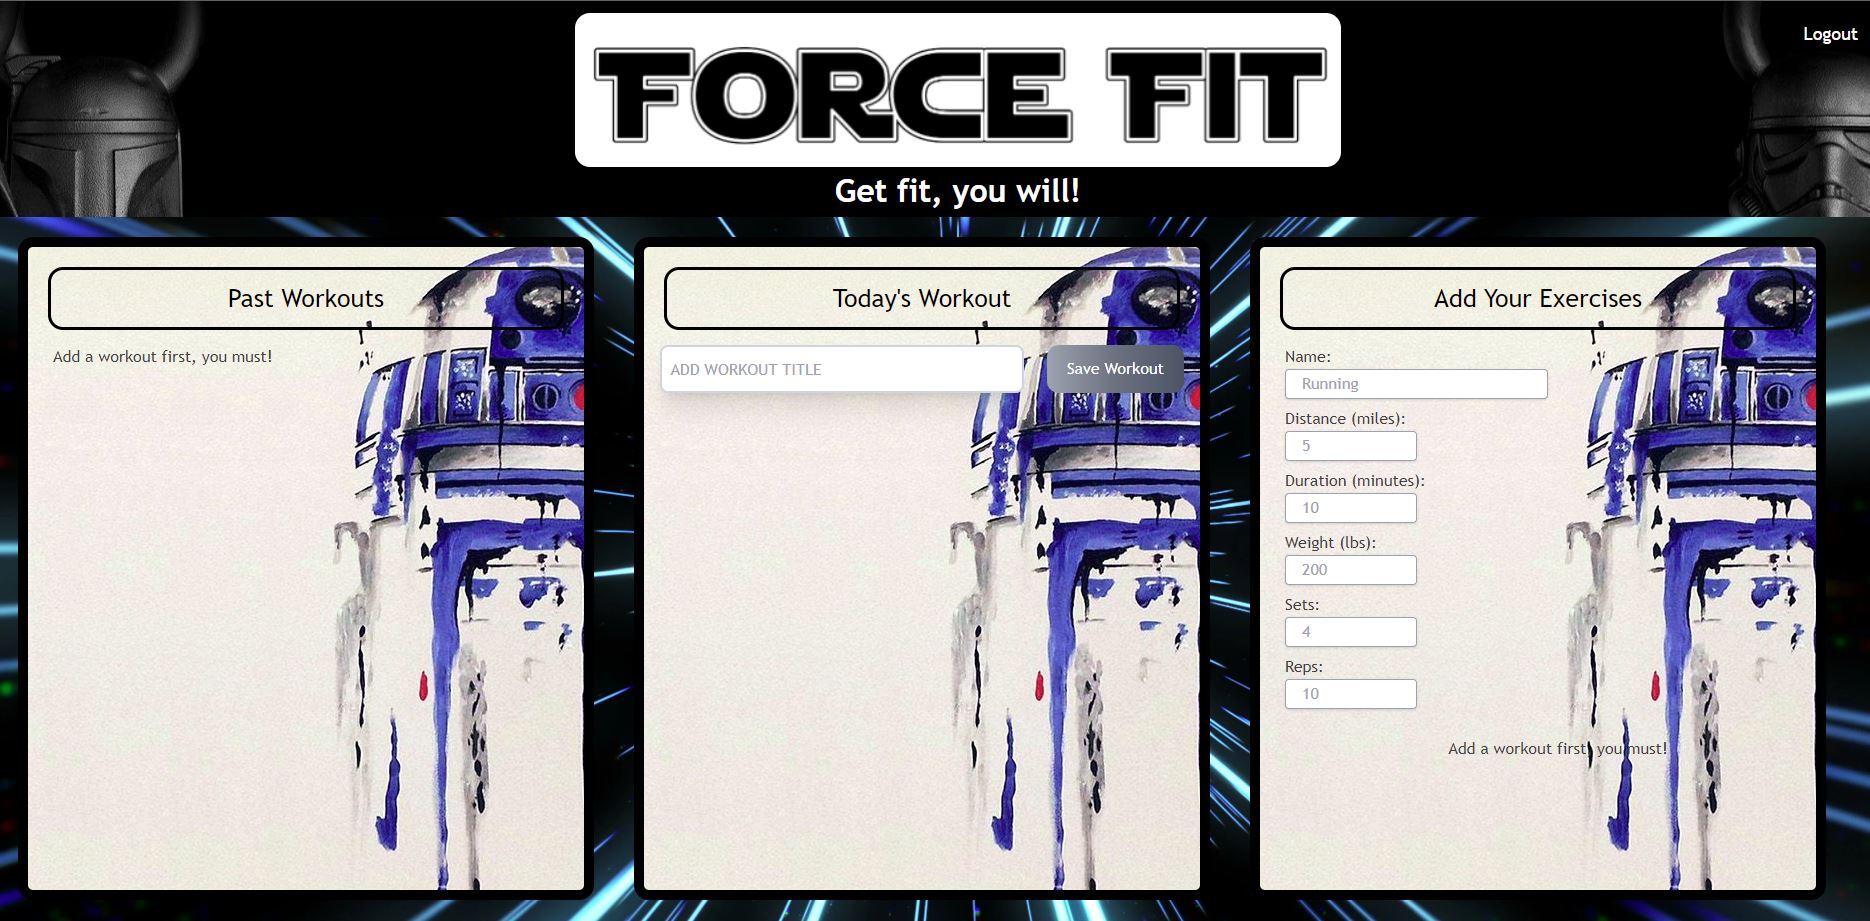 Logout
FORCE FIT
Get fit, you will!
Past Workouts
Add a workout first, you must!
Today's Workout
ADD WORKOUT TITLE
Save Workout
Add Your Exercises
Name:
Running
Distance (miles):
5
Duration (minutes):
10
Weight (lbs):
200
Sets:
4
Reps:
10
Add a workout first, you must!